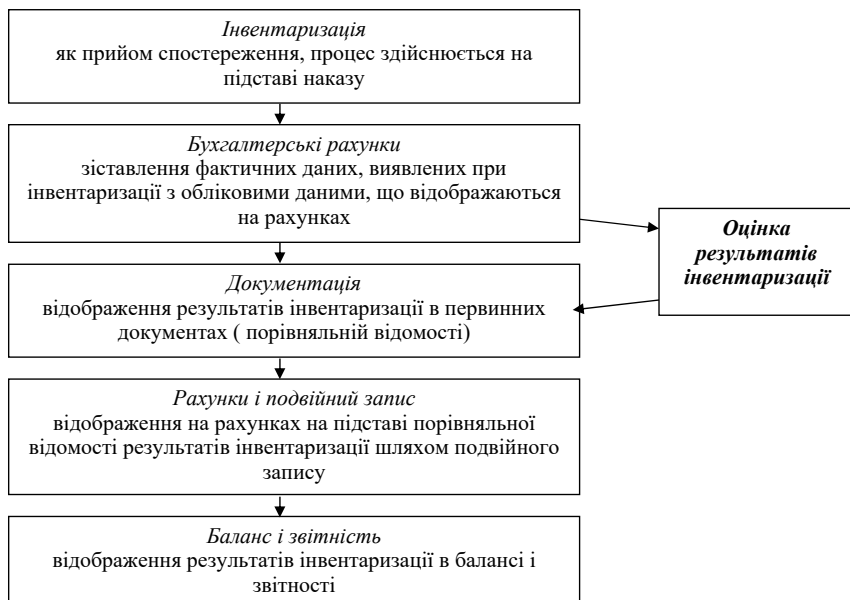 Інвентаризація
як прийом спостереження, процес здійснюється на
підставі наказу
Бухгалтерські рахунки
зіставлення фактичних даних, виявлених при
інвентаризації з обліковими даними, що відображаються
на рахунках
Оцінка
результатів
інвентаризації
Документація
відображення результатів інвентаризації в первинних
документах ( порівняльній відомості)
Рахунки і подвійний запис
відображення на рахунках на підставі порівняльної
відомості результатів інвентаризації шляхом подвійного
запису
Баланс і звітність
відображення результатів інвентаризації в балансі і
звітності